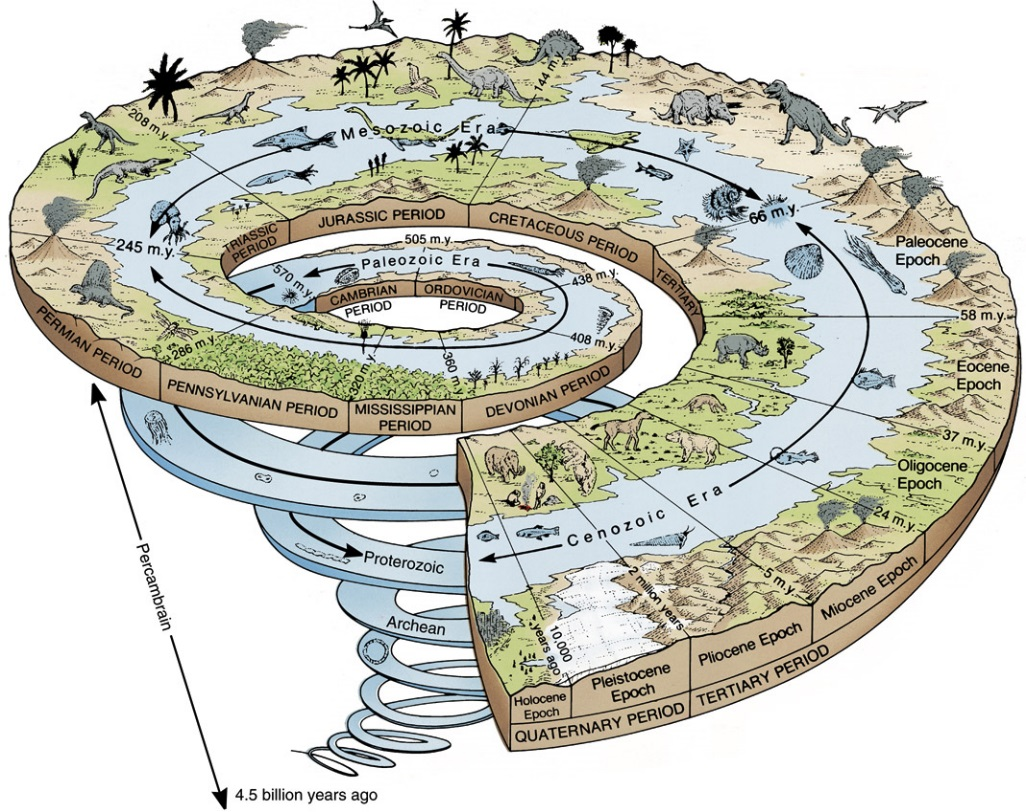 144 m.y.
208 m.y.
Mesozoic Era
66 m.y.
245 m.y.
TRIASSIC
PERIOD
JURASSIC PERIOD
CRETACEOUS PERIOD
TERTIARY
Paleocene
Epoch
58 m.y.
505 m.y.
Paleozoic Era
570 m.y.
438 m.y.
CAMBRIAN
PERIOD
ORDOVICIAN
PERIOD
408 m.y.
286 m.y.
360 m
PERMIAN PERIOD
PENNSYLVANIAN PERIOD
MISSISSIPPIAN
PERIOD
DEVONIAN PERIOD
Eocene
Epoch
37 m.y.
Oligocene
Epoch
24 m.y.
Cenozoic Era
5 m.y.
2 million years
10,000
years ago
Proterozoic
Archean
Percambrain
Miocene Epoch
Pliocene Epoch
Pleistocene
Epoch
Holocene
Epoch
TERTIARY PERIOD
QUATERNARY PERIOD
4.5 billion years ago